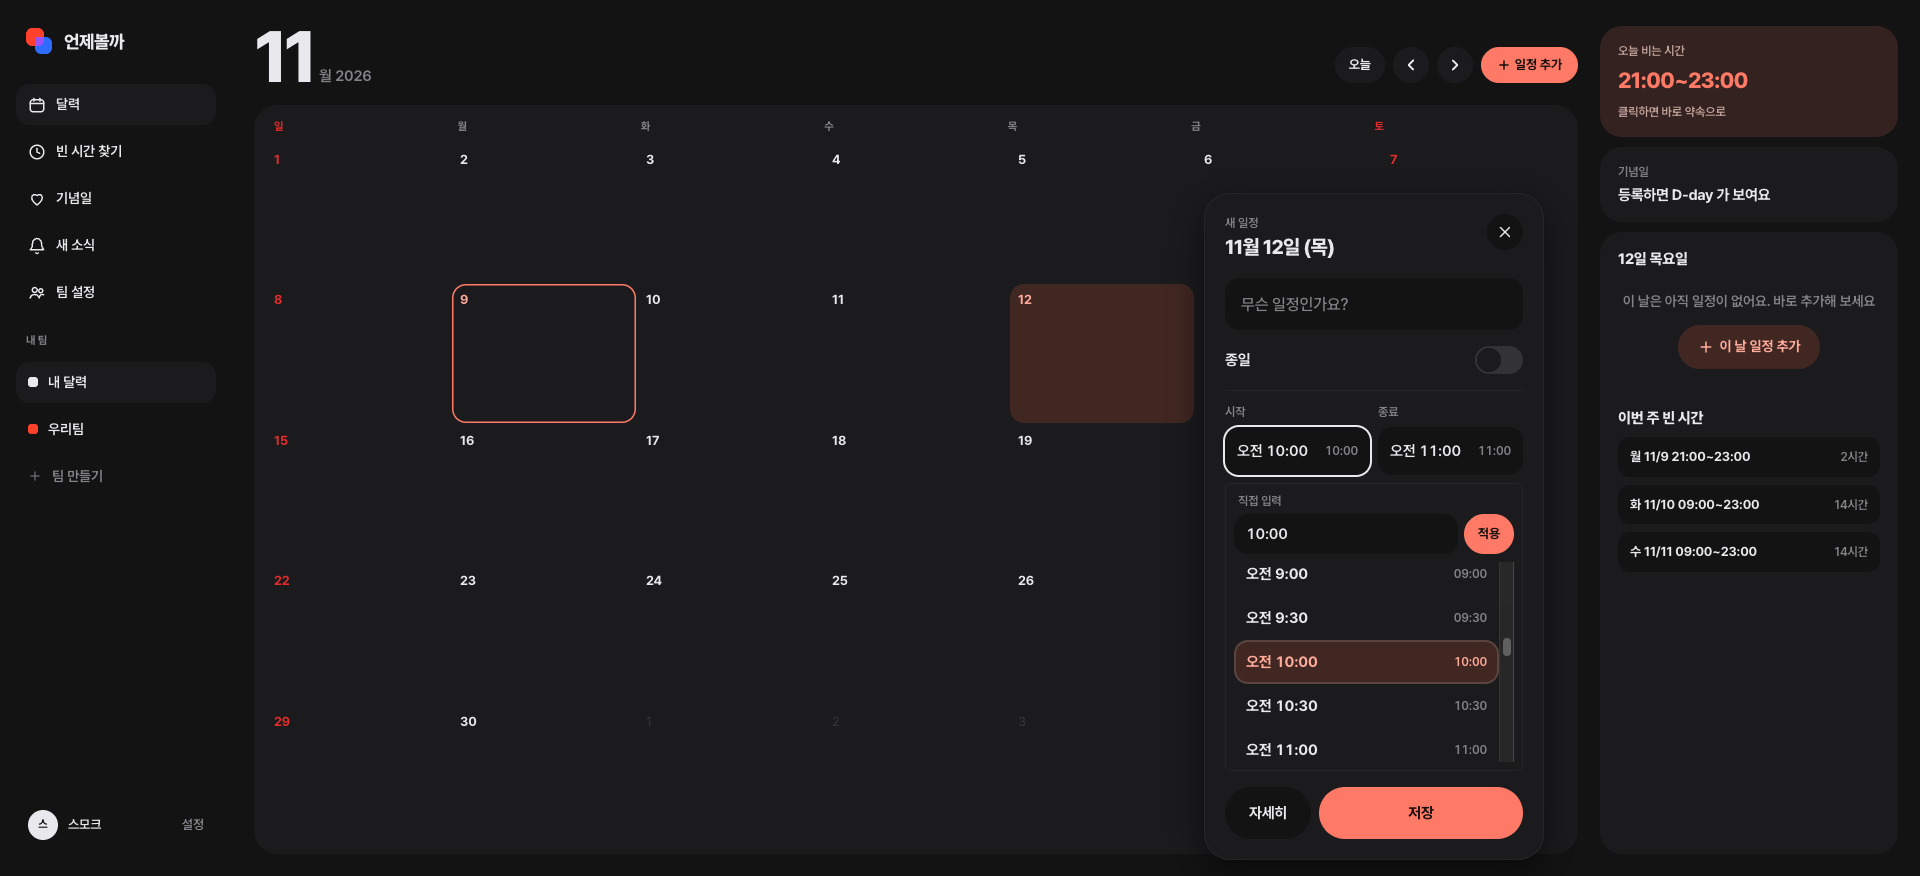 언제볼까
달력
빈 시간 찾기
기념일
새 소식
팀 설정
내 팀
내 달력
우리팀
+ 팀 만들기
스 스모크 설정
11월 2026
오늘
+ 일정 추가
일 월 화 수 목 금 토
1 2 3 4 5 6 7
8 9 10 11 12
15 16 17 18 19
22 23 24 25 26
29 30 1 2 3
새 일정
11월 12일 (목)
무슨 일정인가요?
종일
시작 종료
오전 10:00 10:00 오전 11:00 11:00
직접 입력
10:00 적용
오전 9:00 09:00
오전 9:30 09:30
오전 10:00 10:00
오전 10:30 10:30
오전 11:00 11:00
자세히 저장
오늘 비는 시간
21:00~23:00
클릭하면 바로 약속으로
기념일
등록하면 D-day 가 보여요
12일 목요일
이 날은 아직 일정이 없어요. 바로 추가해 보세요
+ 이 날 일정 추가
이번 주 빈 시간
월 11/9 21:00~23:00 2시간
화 11/10 09:00~23:00 14시간
수 11/11 09:00~23:00 14시간